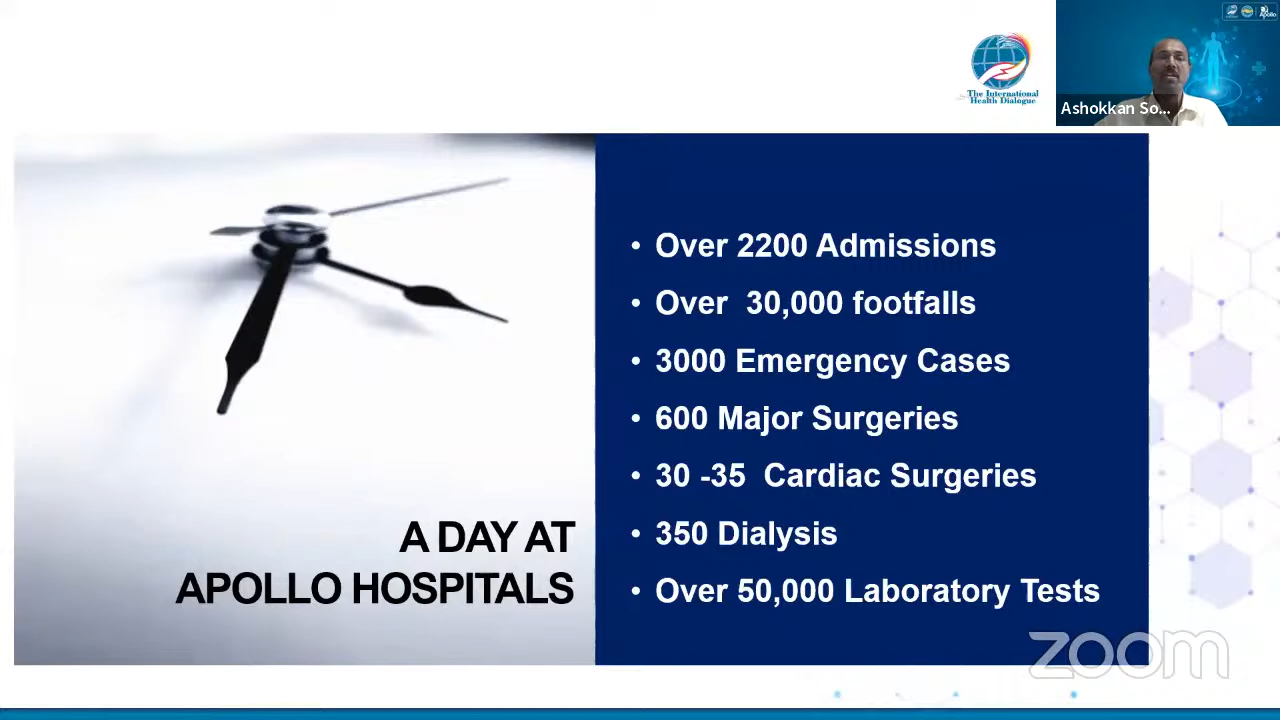 The International
Health Dialogue
Apollo
Ashokkan So...
A DAY AT
APOLLO HOSPITALS
• Over 2200 Admissions
• Over 30,000 footfalls
• 3000 Emergency Cases
• 600 Major Surgeries
• 30 -35 Cardiac Surgeries
• 350 Dialysis
• Over 50,000 Laboratory Tests
zoom